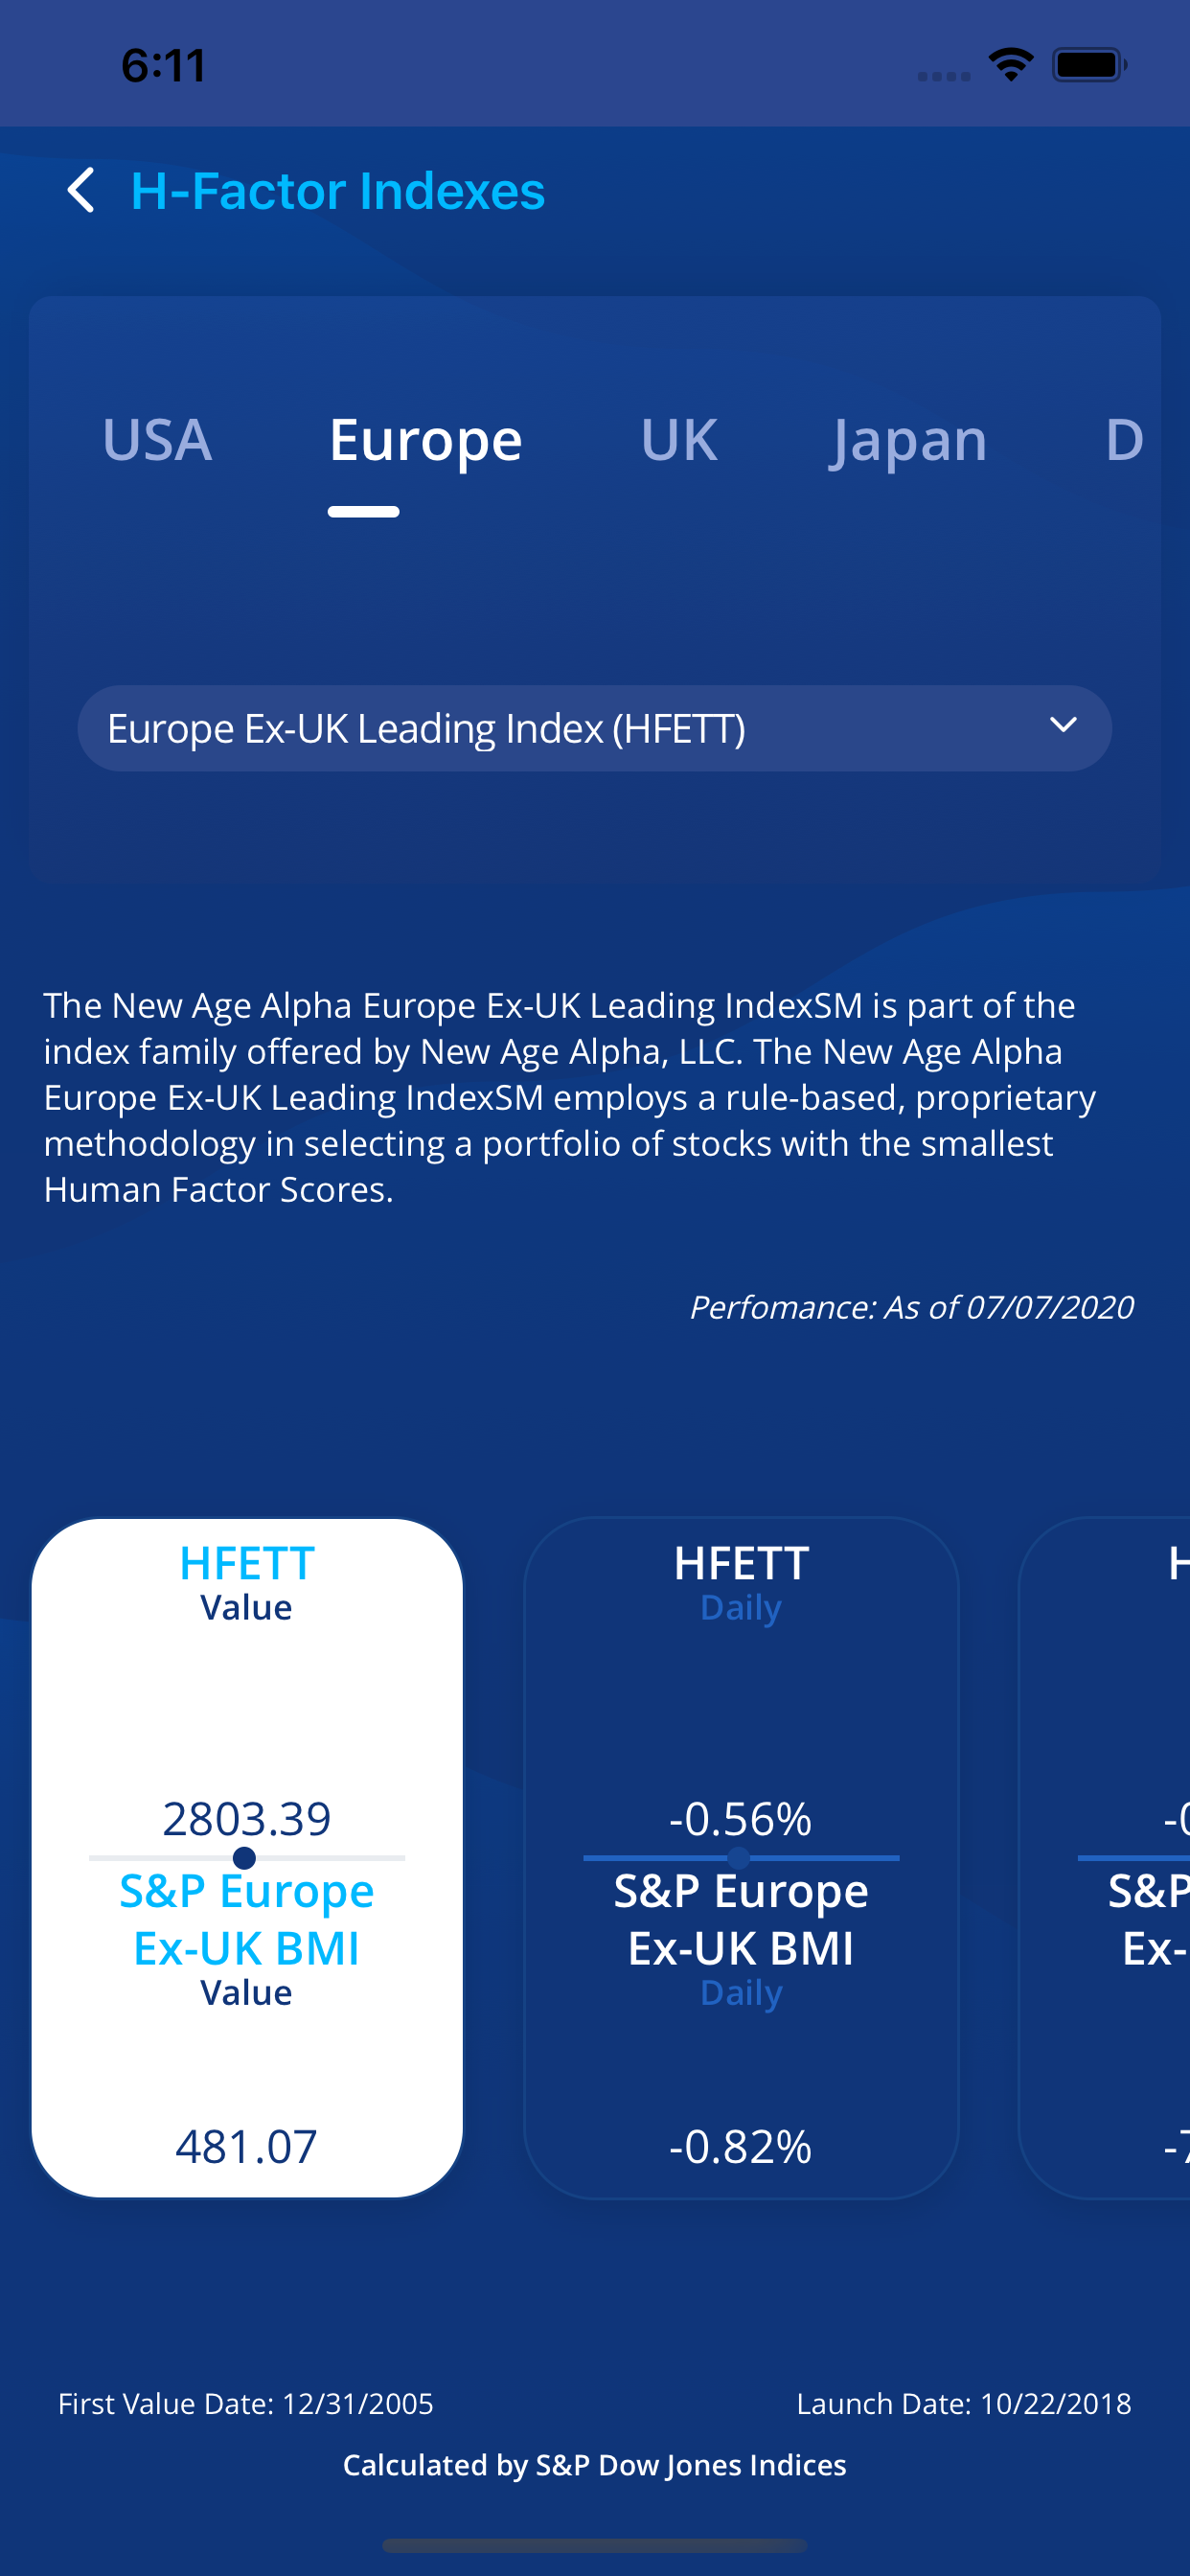 6:11
H-Factor Indexes
USA Europe UK Japan D
Europe Ex-UK Leading Index (HFETT)
The New Age Alpha Europe Ex-UK Leading IndexSM is part of the
index family offered by New Age Alpha, LLC. The New Age Alpha
Europe Ex-UK Leading IndexSM employs a rule-based, proprietary
methodology in selecting a portfolio of stocks with the smallest
Human Factor Scores.
Perfomance: As of 07/07/2020
HFETT
Value
2803.39
S&P Europe
Ex-UK BMI
Value
481.07
HFETT
Daily
-0.56%
S&P Europe
Ex-UK BMI
Daily
-0.82%
S&P
Ex-
First Value Date: 12/31/2005
Launch Date: 10/22/2018
Calculated by S&P Dow Jones Indices